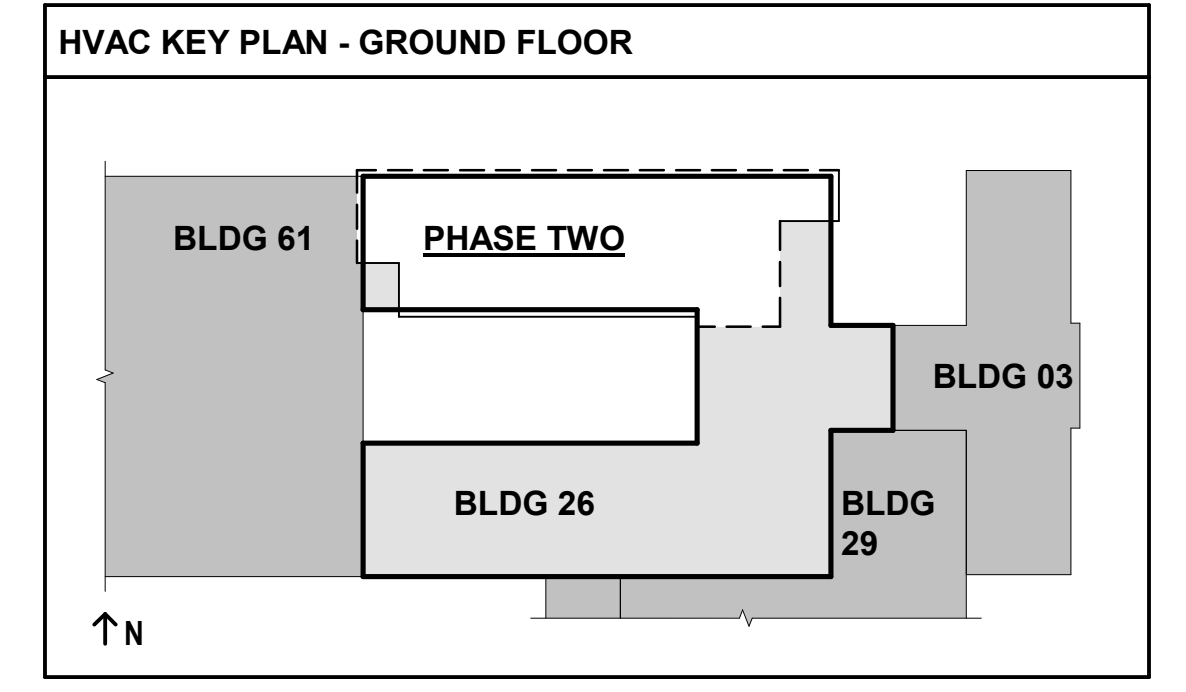 HVAC KEY PLAN - GROUND FLOOR
BLDG 61
PHASE TWO
BLDG 03
BLDG 26
BLDG
29
N